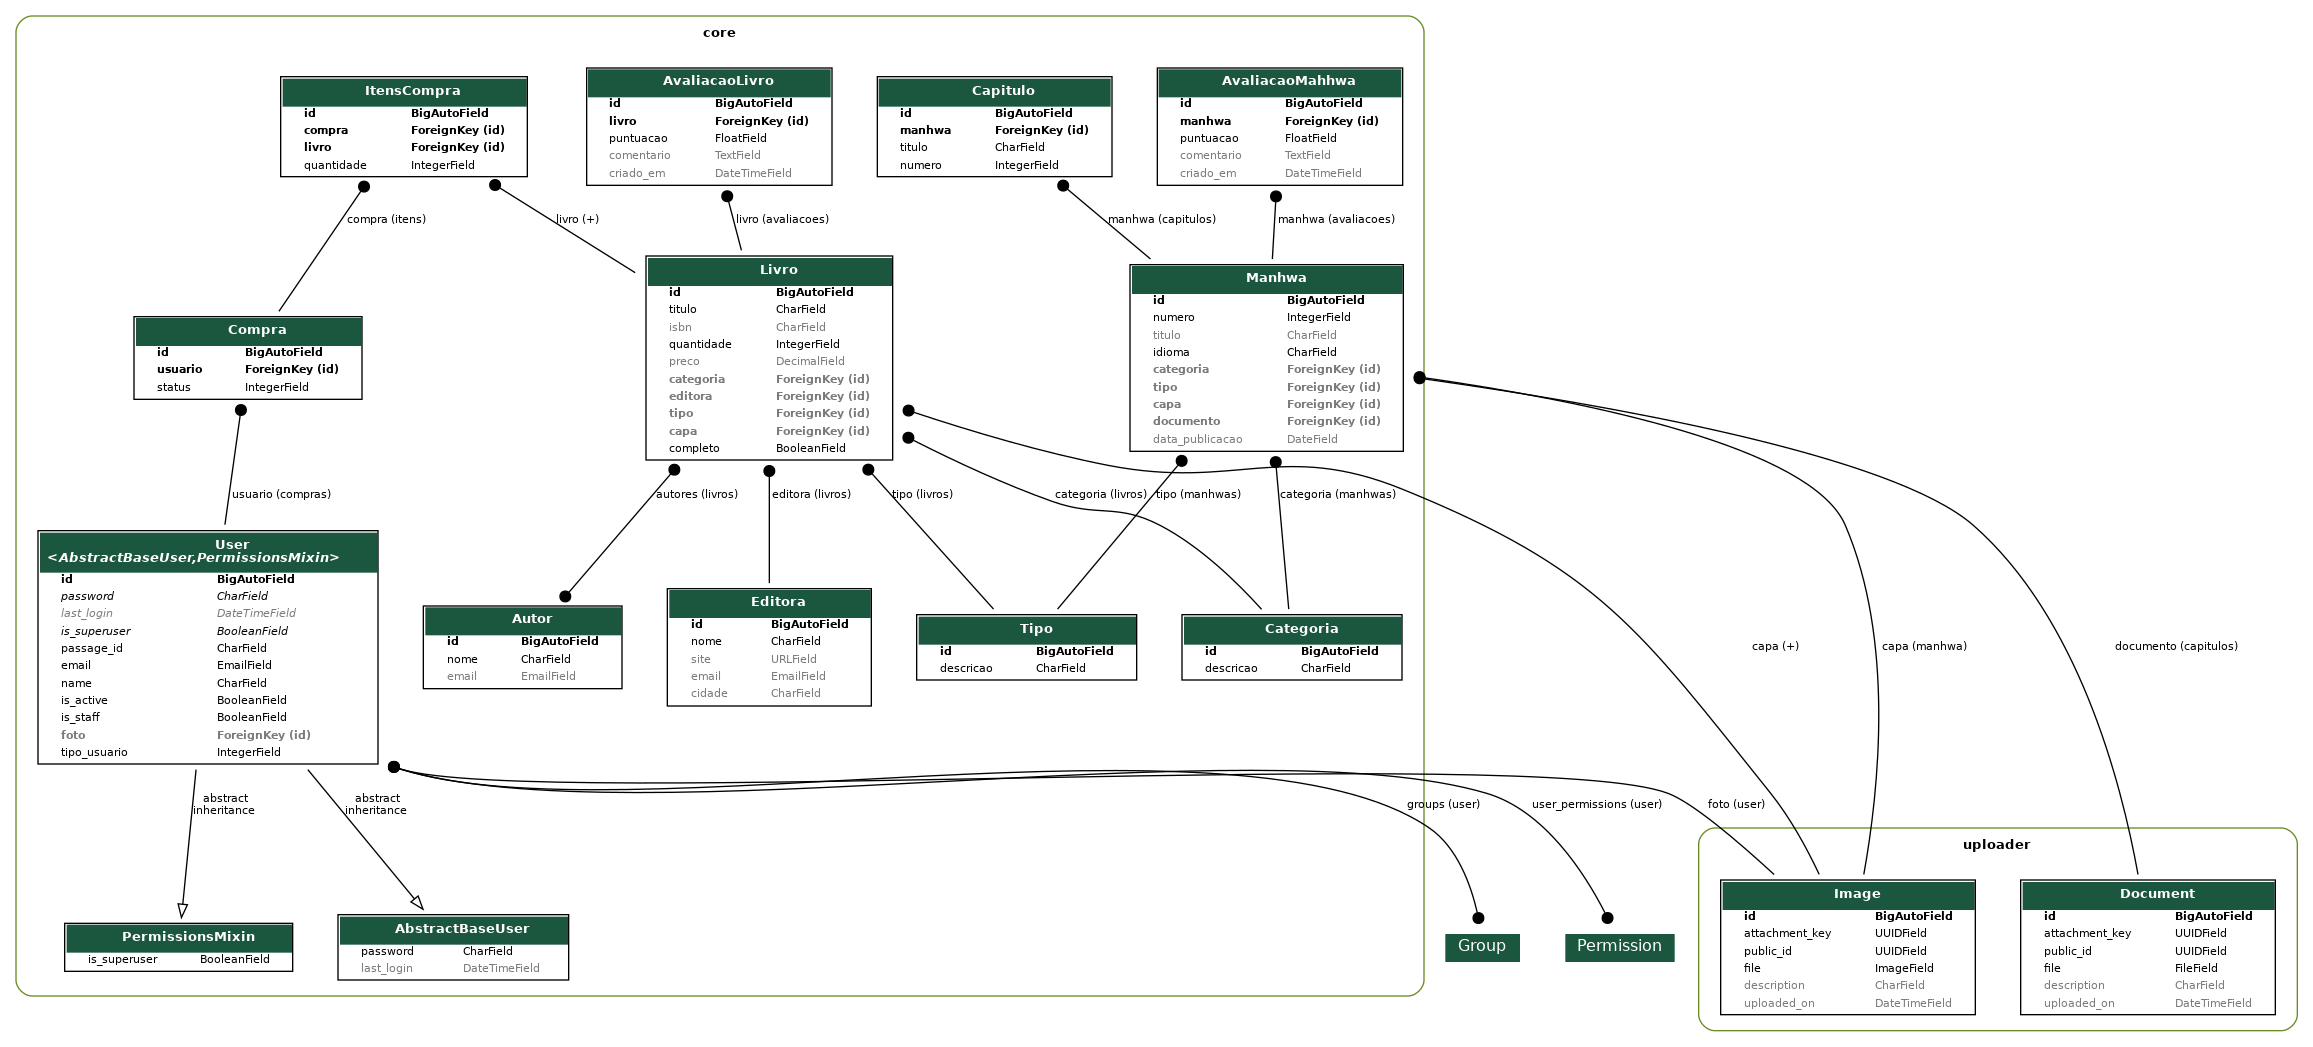 core
ItensCompra
id BigAutoField
compra ForeignKey (id)
livro ForeignKey (id)
quantidade IntegerField
AvaliacaoLivro
id BigAutoField
livro ForeignKey (id)
puntuacao FloatField
comentario TextField
criado_em DateTimeField
Capitulo
id BigAutoField
manhwa ForeignKey (id)
titulo CharField
numero IntegerField
AvaliacaoMahhwa
id BigAutoField
manhwa ForeignKey (id)
puntuacao FloatField
comentario TextField
criado_em DateTimeField
compra (itens)
livro (+)
livro (avaliacoes)
manhwa (capitulos)
manhwa (avaliacoes)
Compra
id BigAutoField
usuario ForeignKey (id)
status IntegerField
Livro
id BigAutoField
titulo CharField
isbn CharField
quantidade IntegerField
preco DecimalField
categoria ForeignKey (id)
editora ForeignKey (id)
tipo ForeignKey (id)
capa ForeignKey (id)
completo BooleanField
Manhwa
id BigAutoField
numero IntegerField
titulo CharField
idioma CharField
categoria ForeignKey (id)
tipo ForeignKey (id)
capa ForeignKey (id)
documento ForeignKey (id)
data_publicacao DateField
usuario (compras)
autores (livros)
editora (livros)
tipo (livros)
categoria (livros)
tipo (manhwas)
categoria (manhwas)
User
<AbstractBaseUser,PermissionsMixin>
id BigAutoField
password CharField
last_login DateTimeField
is_superuser BooleanField
passage_id CharField
email EmailField
name CharField
is_active BooleanField
is_staff BooleanField
foto ForeignKey (id)
tipo_usuario IntegerField
Autor
id BigAutoField
nome CharField
email EmailField
Editora
id BigAutoField
nome CharField
site URLField
email EmailField
cidade CharField
Tipo
id BigAutoField
descricao CharField
Categoria
id BigAutoField
descricao CharField
capa (+)
capa (manhwa)
documento (capitulos)
abstract
inheritance
abstract
inheritance
groups (user)
user_permissions (user)
foto (user)
PermissionsMixin
is_superuser BooleanField
AbstractBaseUser
password CharField
last_login DateTimeField
Group
Permission
uploader
Image
id BigAutoField
attachment_key UUIDField
public_id UUIDField
file ImageField
description CharField
uploaded_on DateTimeField
Document
id BigAutoField
attachment_key UUIDField
public_id UUIDField
file FileField
description CharField
uploaded_on DateTimeField